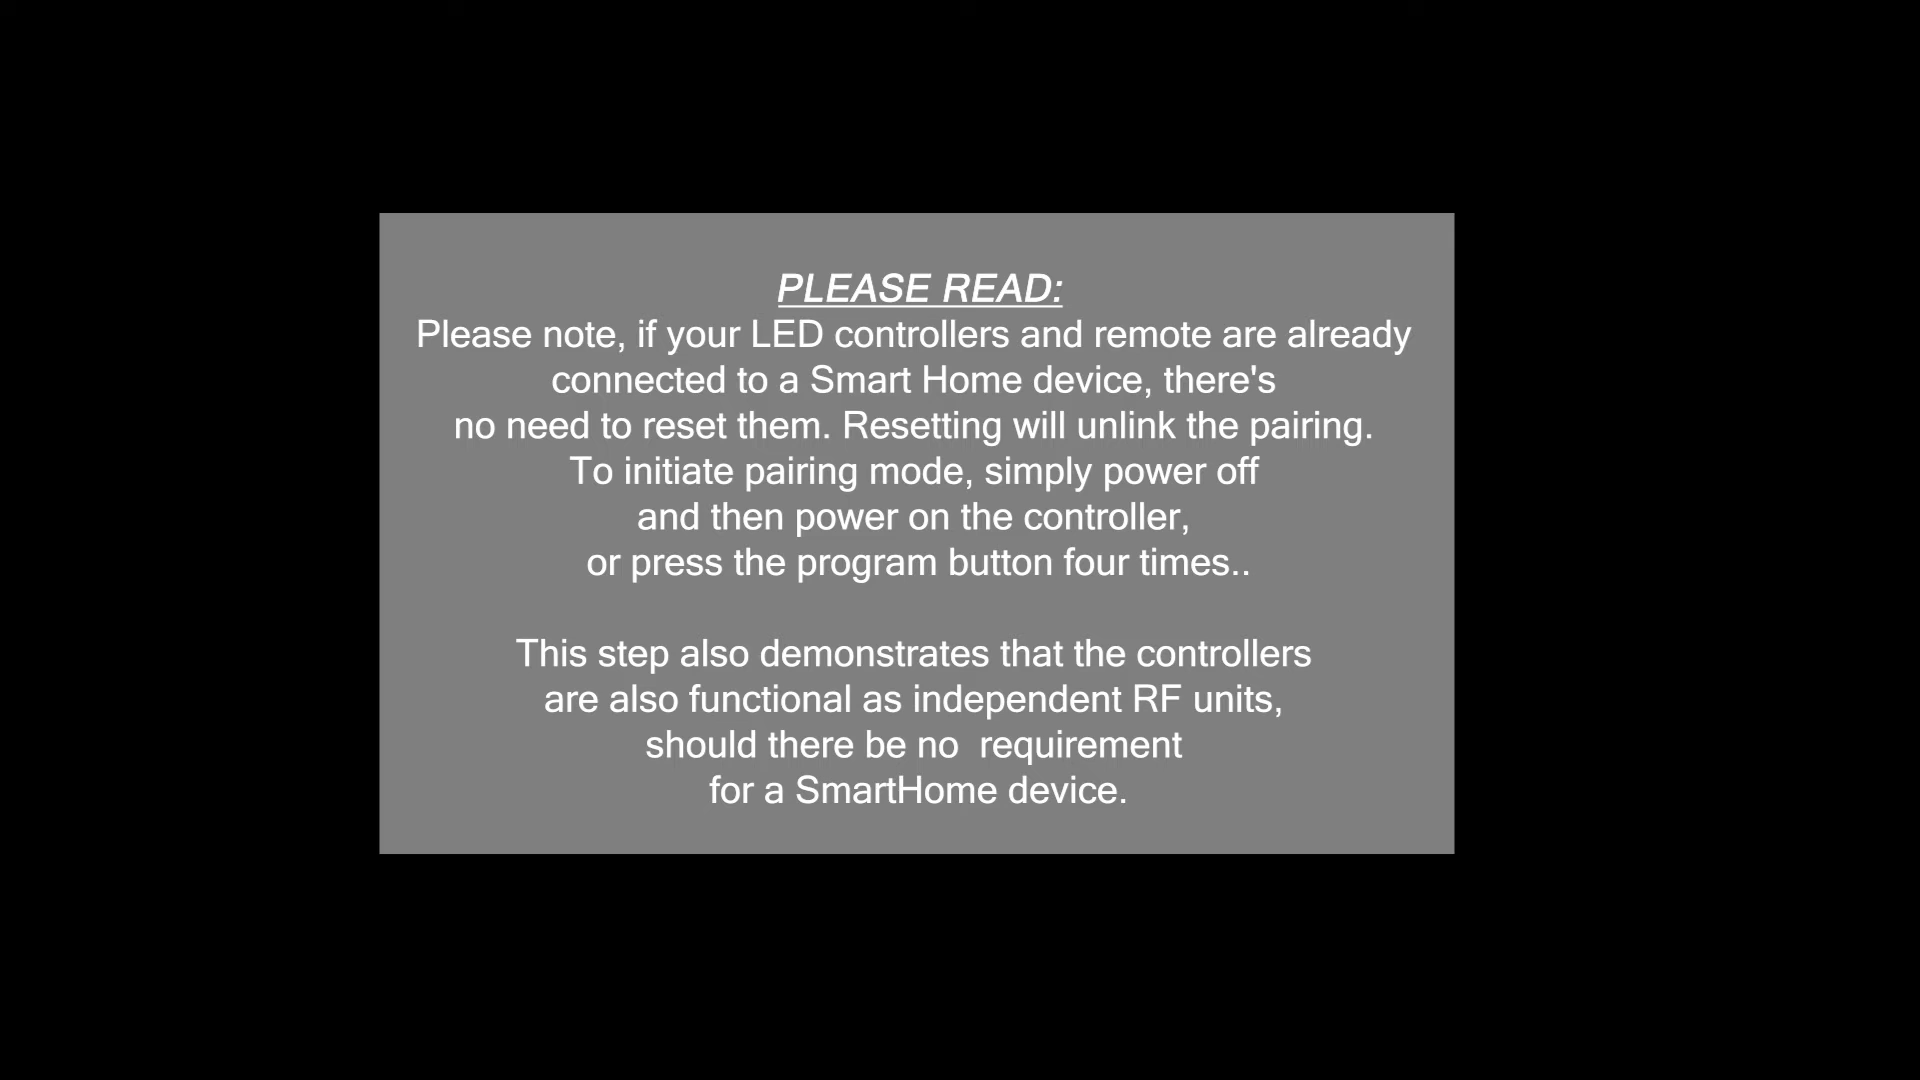 PLEASE READ:
Please note, if your LED controllers and remote are already
connected to a Smart Home device, there's
no need to reset them. Resetting will unlink the pairing.
To initiate pairing mode, simply power off
and then power on the controller,
or press the program button four times..
This step also demonstrates that the controllers
are also functional as independent RF units,
should there be no  requirement
for a SmartHome device.